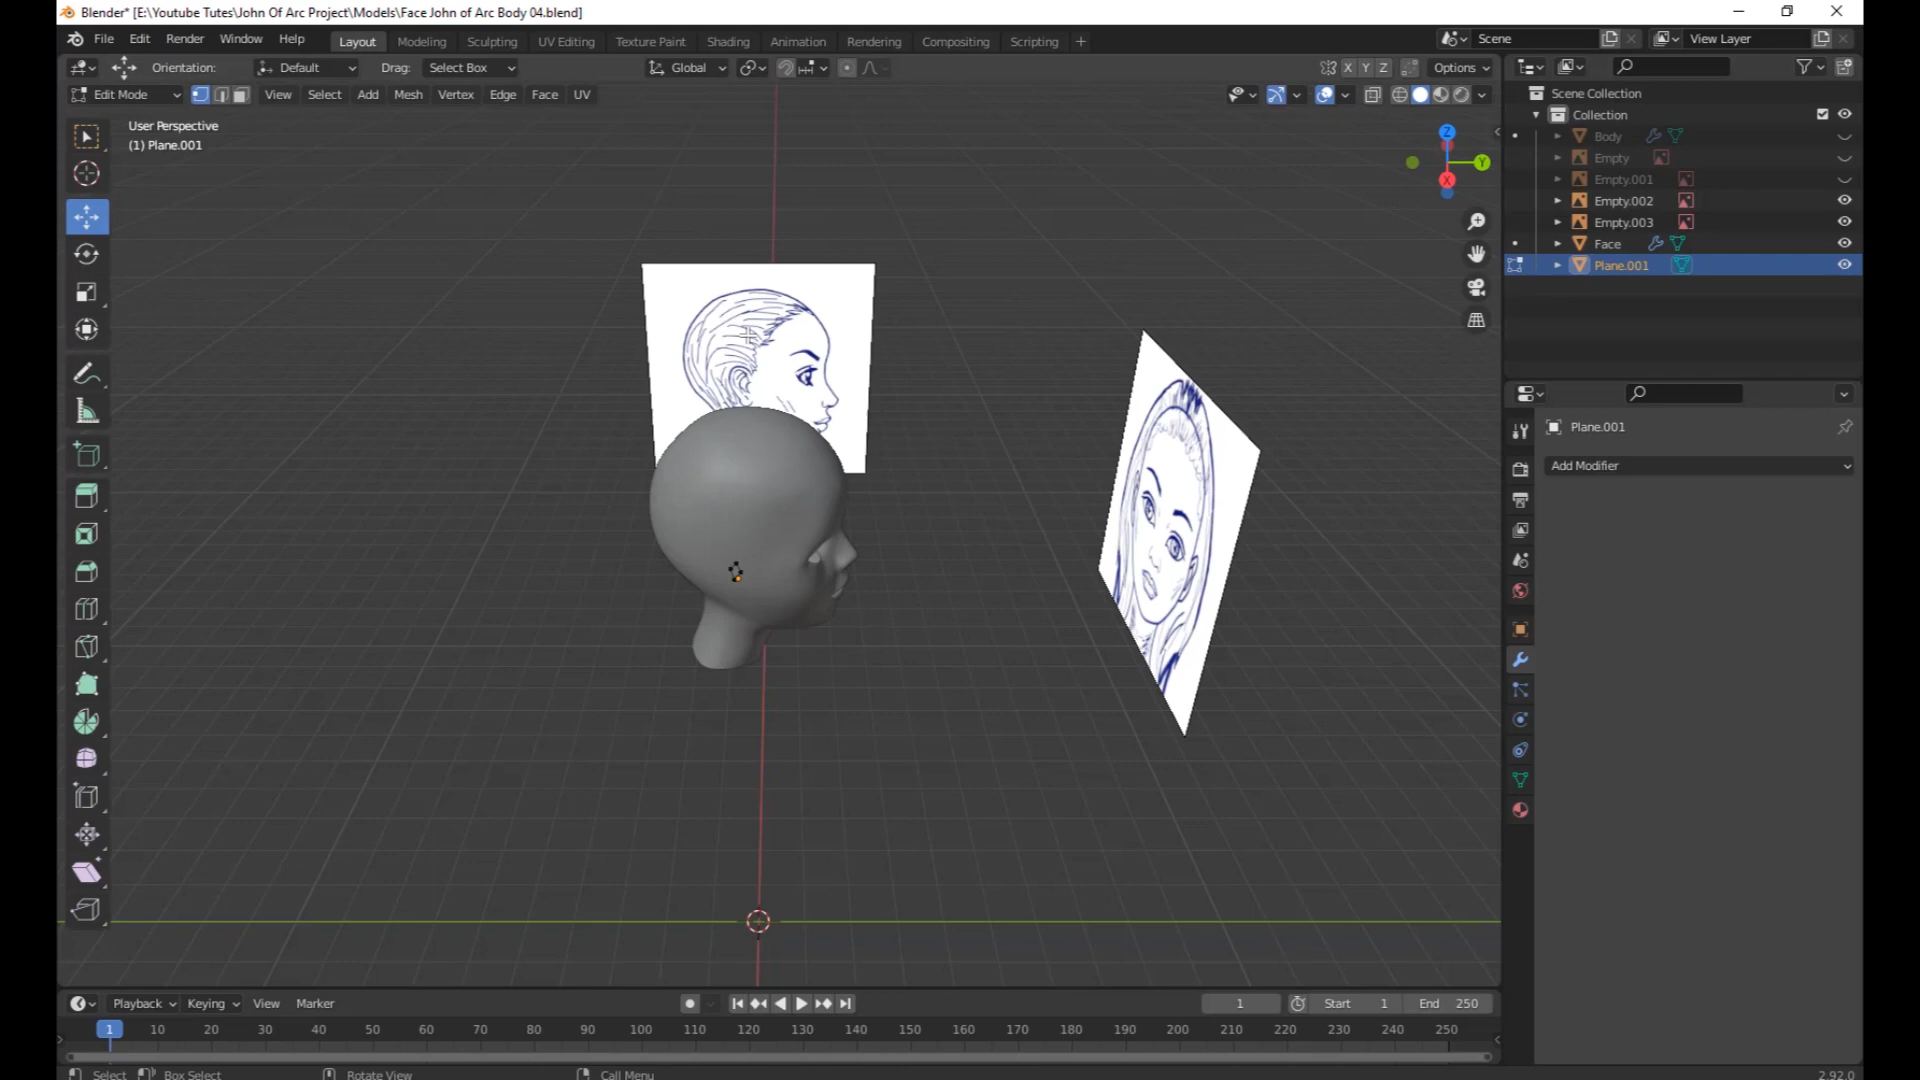 Blender* [E:\Youtube Tutes\John Of Arc Project\Models\Face John of Arc Body 04.blend]
File Edit Render Window Help Layout Modeling Sculpting UV Editing Texture Paint Shading Animation Rendering Compositing Scripting + Scene View Layer
Orientation: Default Drag: Select Box Global X Y Z Options
Edit Mode View Select Add Mesh Vertex Edge Face UV
User Perspective
(1) Plane.001
Z
Y
X
Scene Collection
Collection
Body
Empty
Empty.001
Empty.002
Empty.003
Face
Plane.001
Plane.001
Add Modifier
Playback Keying View Marker 1 Start 1 End 250
1 10 20 30 40 50 60 70 80 90 100 110 120 130 140 150 160 170 180 190 200 210 220 230 240 250
Select Box Select Rotate View Call Menu 2.92.0